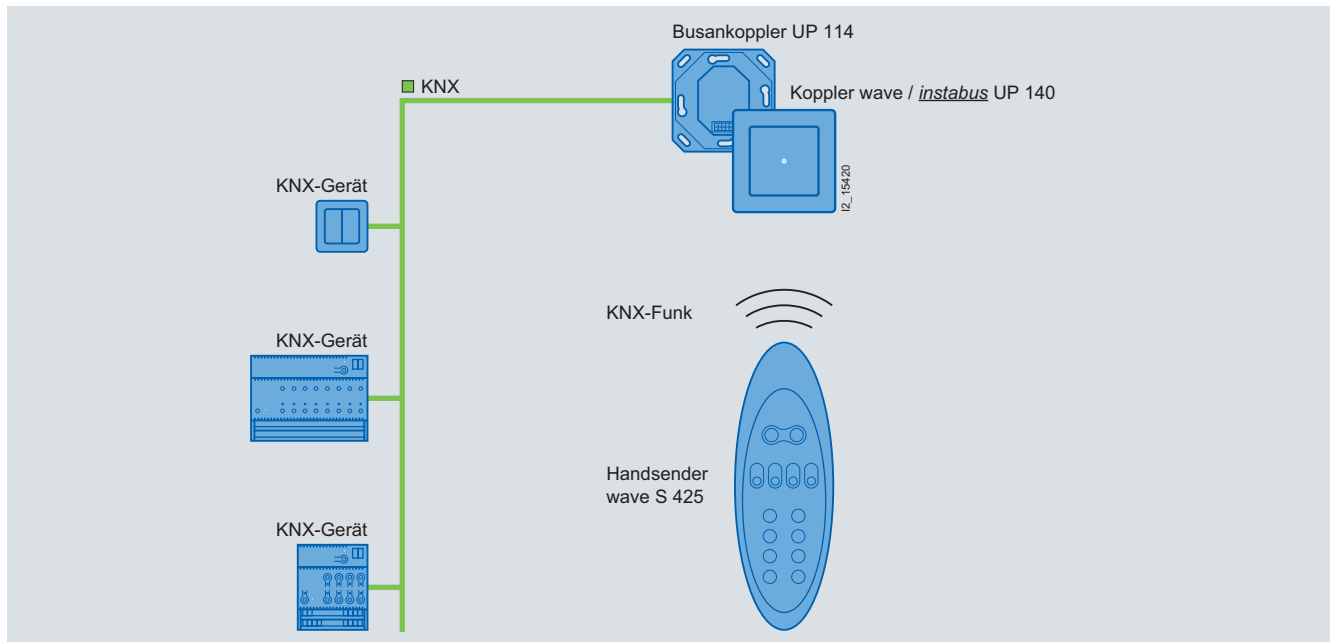 Busankoppler UP 114
KNX
Koppler wave / instabus UP 140
I2_15420
KNX-Gerät
KNX-Funk
KNX-Gerät
Handsender
wave S 425
KNX-Gerät